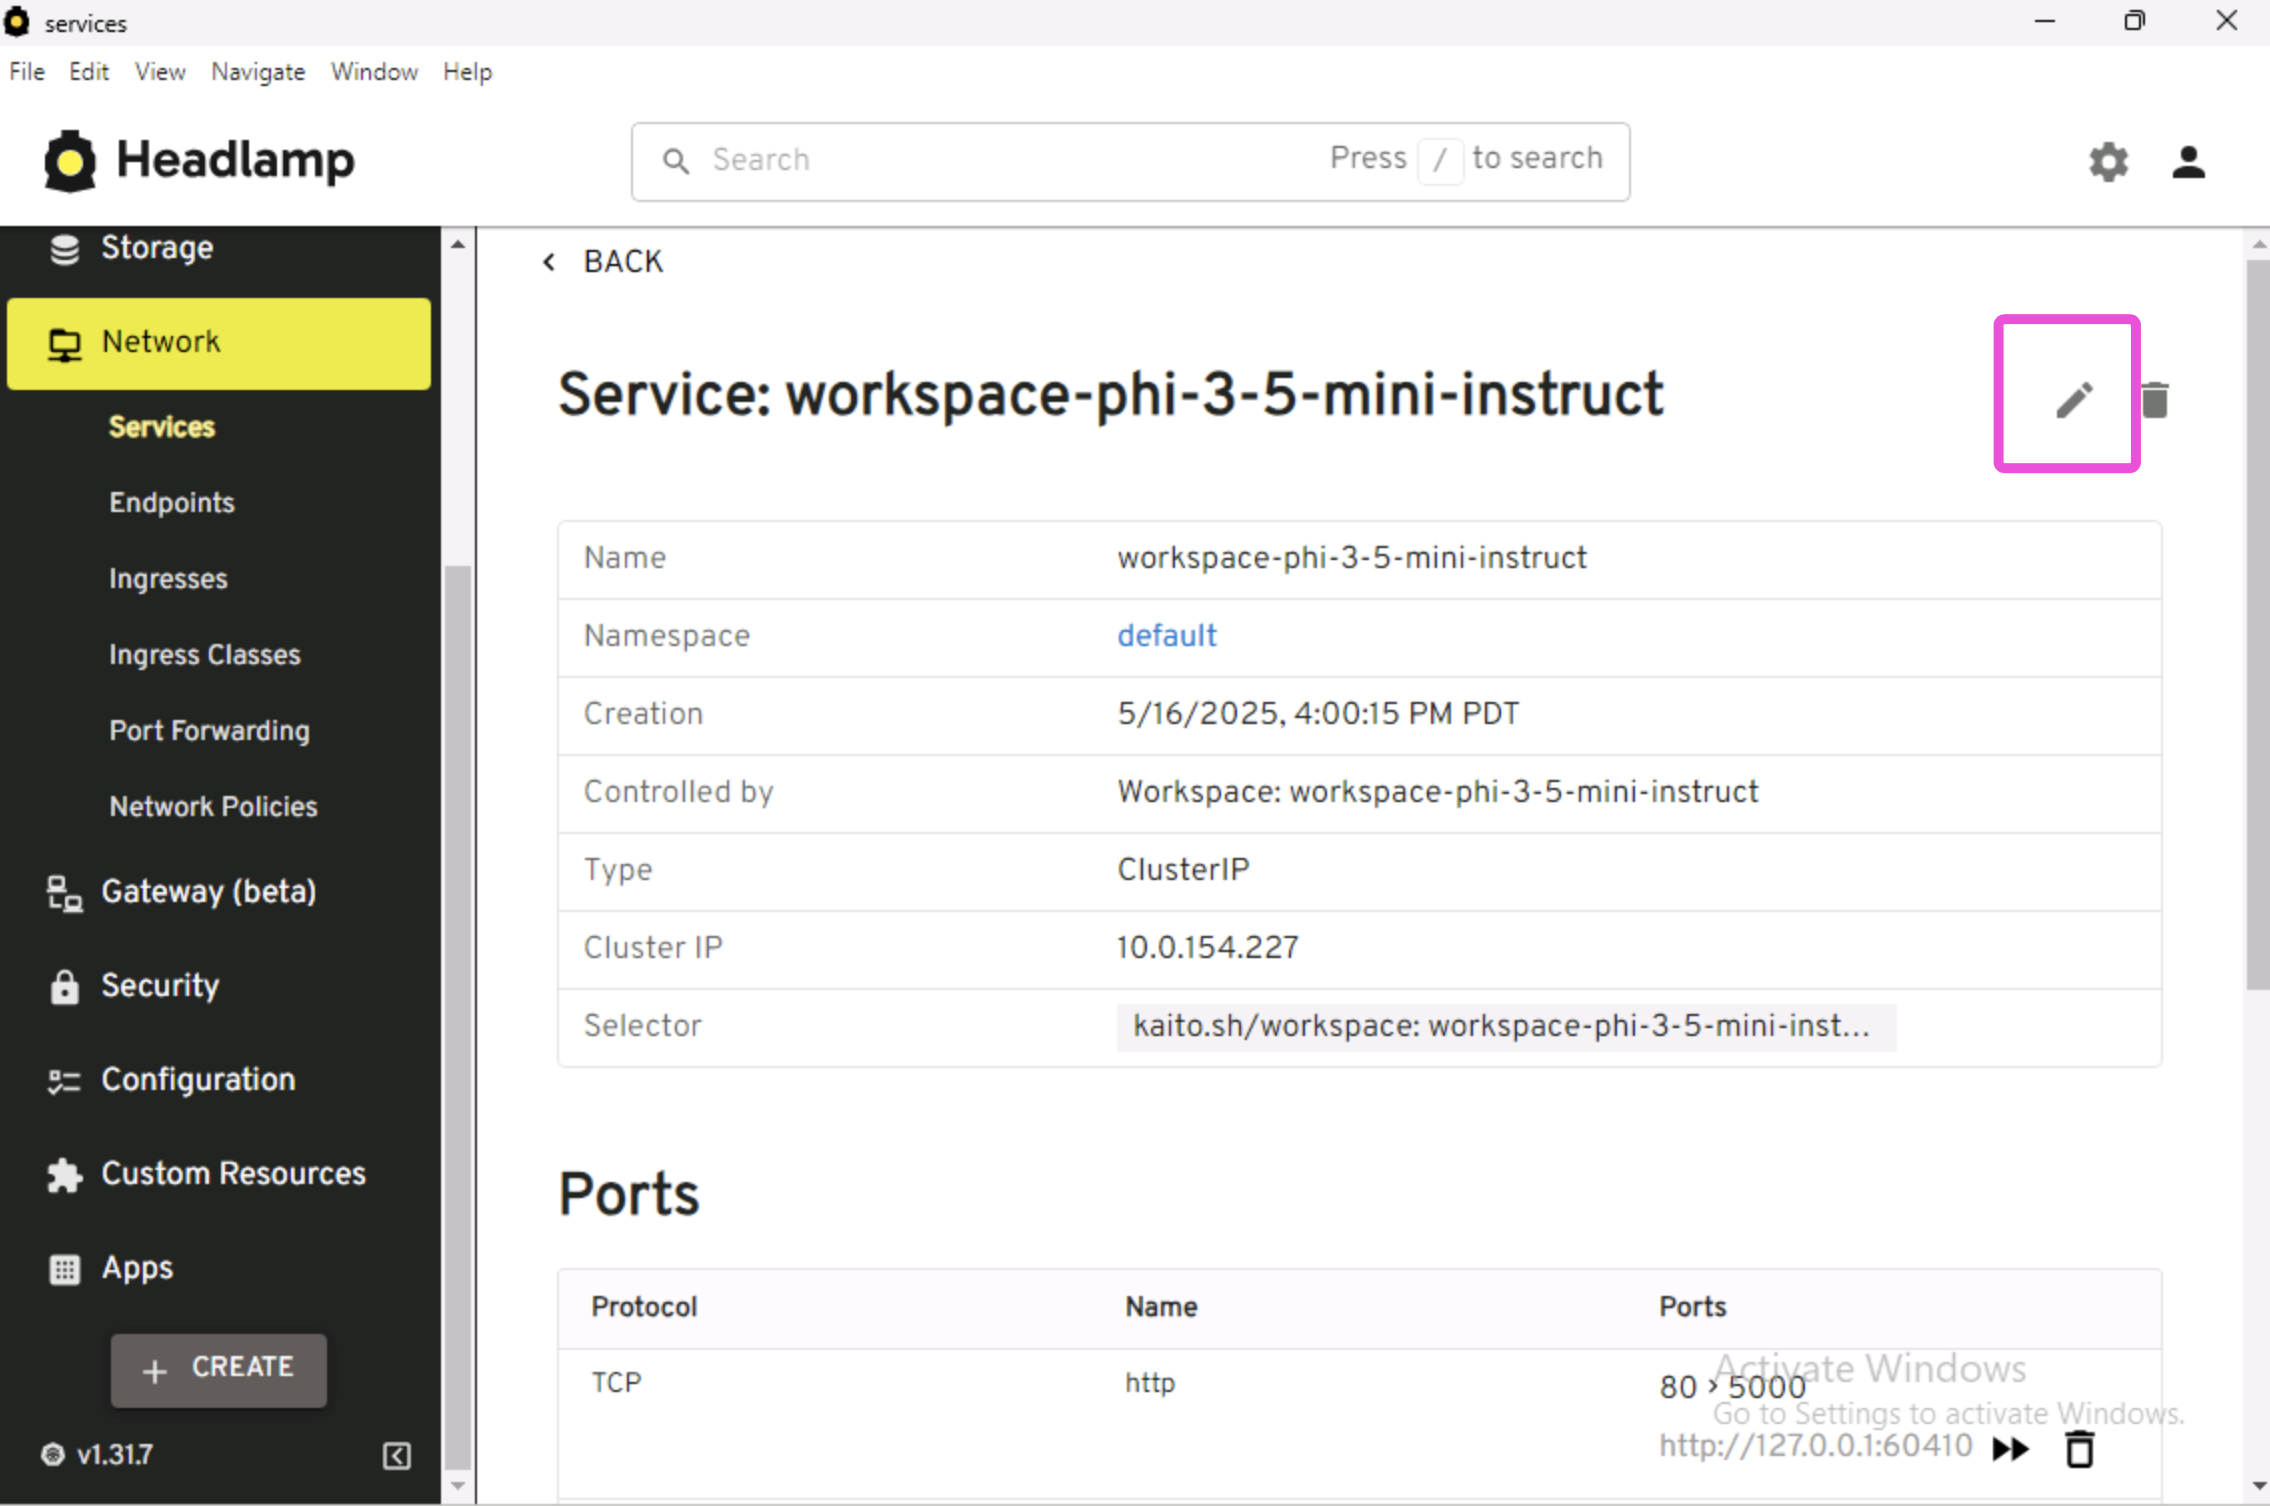 services
File Edit View Navigate Window Help
Headlamp
Search Press / to search
Storage
Network
Services
Endpoints
Ingresses
Ingress Classes
Port Forwarding
Network Policies
Gateway (beta)
Security
Configuration
Custom Resources
Apps
+ CREATE
v1.31.7
< BACK
Service: workspace-phi-3-5-mini-instruct
Name workspace-phi-3-5-mini-instruct
Namespace default
Creation 5/16/2025, 4:00:15 PM PDT
Controlled by Workspace: workspace-phi-3-5-mini-instruct
Type ClusterIP
Cluster IP 10.0.154.227
Selector kaito.sh/workspace: workspace-phi-3-5-mini-inst...
Ports
Protocol Name Ports
TCP http 80 > 5000
http://127.0.0.1:60410
Activate Windows
Go to Settings to activate Windows.